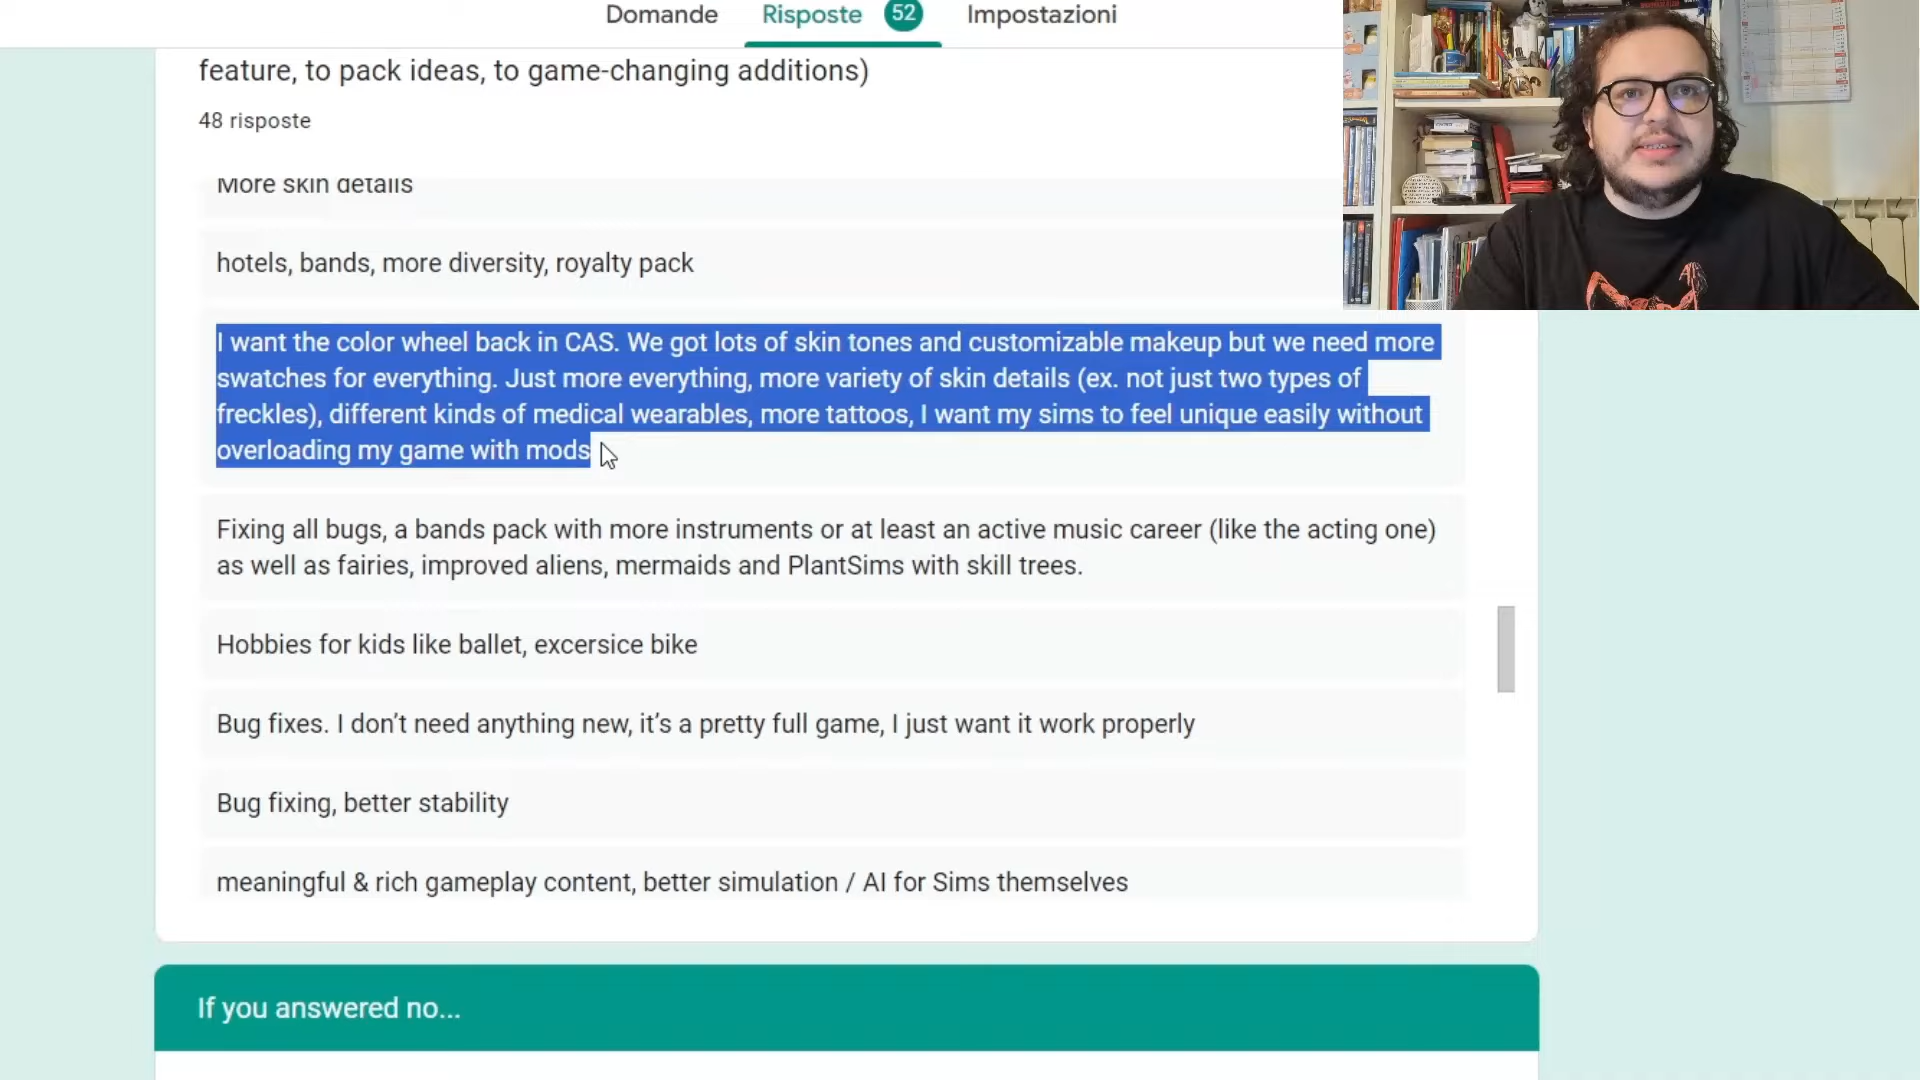 Domande
Risposte
52
Impostazioni
feature, to pack ideas, to game-changing additions)
48 risposte
More skin details
hotels, bands, more diversity, royalty pack
I want the color wheel back in CAS. We got lots of skin tones and customizable makeup but we need more
swatches for everything. Just more everything, more variety of skin details (ex. not just two types of
freckles), different kinds of medical wearables, more tattoos, I want my sims to feel unique easily without
overloading my game with mods
Fixing all bugs, a bands pack with more instruments or at least an active music career (like the acting one)
as well as fairies, improved aliens, mermaids and PlantSims with skill trees.
Hobbies for kids like ballet, excersice bike
Bug fixes. I don’t need anything new, it’s a pretty full game, I just want it work properly
Bug fixing, better stability
meaningful & rich gameplay content, better simulation / AI for Sims themselves
If you answered no...